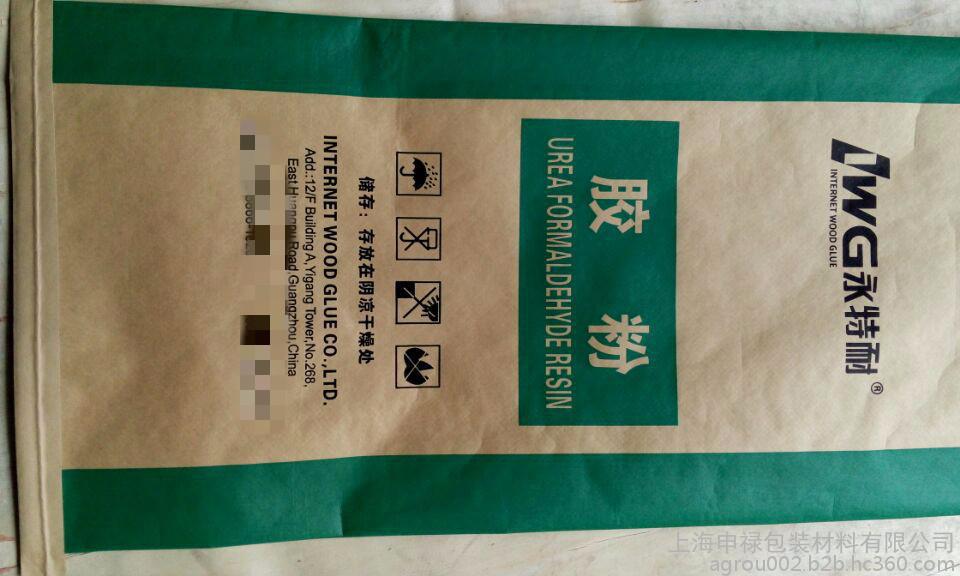 IWG永特耐®
INTERNET WOOD GLUE
胶 粉
UREA FORMALDEHYDE RESIN
储存：存放在阴凉干燥处
INTERNET WOOD GLUE CO.,LTD.
Add.:12/F Building A,Yigang Tower,No.268,
East Huangpu Road,Guangzhou,China
上海申禄包装材料有限公司
agrou002.b2b.hc360.com